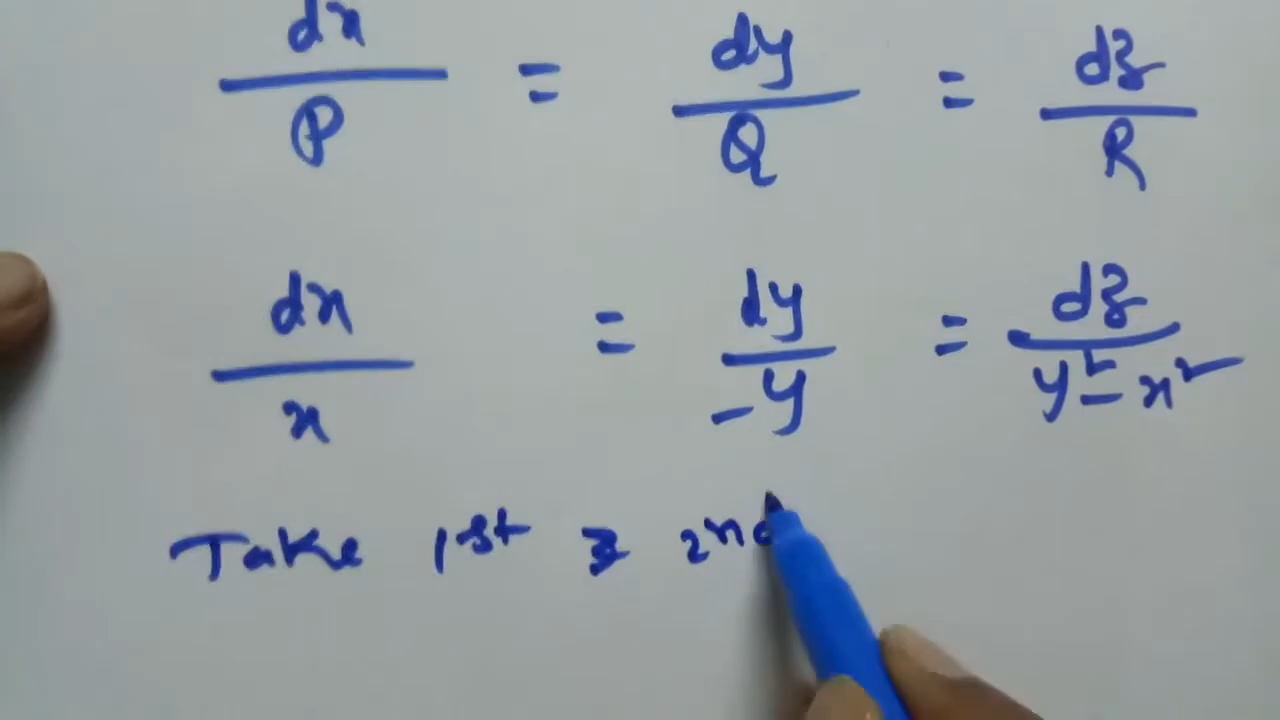 dx/P = dy/Q = dz/R
dx/x = dy/-y = dz/y²-x²
Take 1st & 2nd